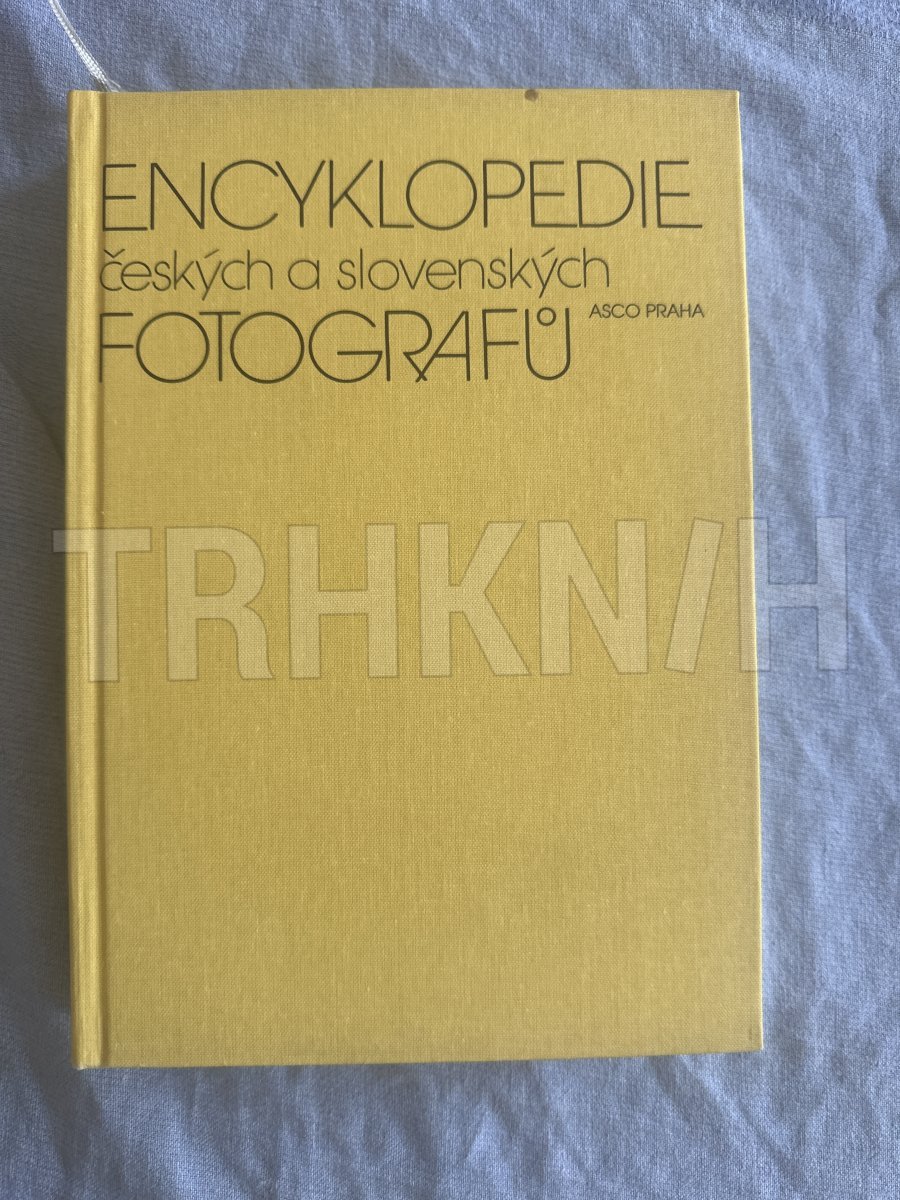 ENCYKLOPEDIE
českých a slovenských
FOTOGRAFŮ
ASCO PRAHA
TRHKNIH